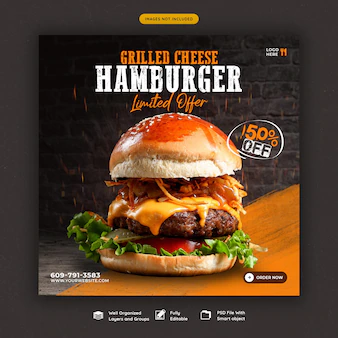 IMAGES NOT INCLUDED
LOGO
HERE
GRILLED CHEESE
HAMBURGER
Limited Offer
50%
OFF
609-791-3583
WWW.YOURWEBSITE.COM
ORDER NOW
Well Organized
Layers and Groups
Fully
Editable
PSD File With
Smart object